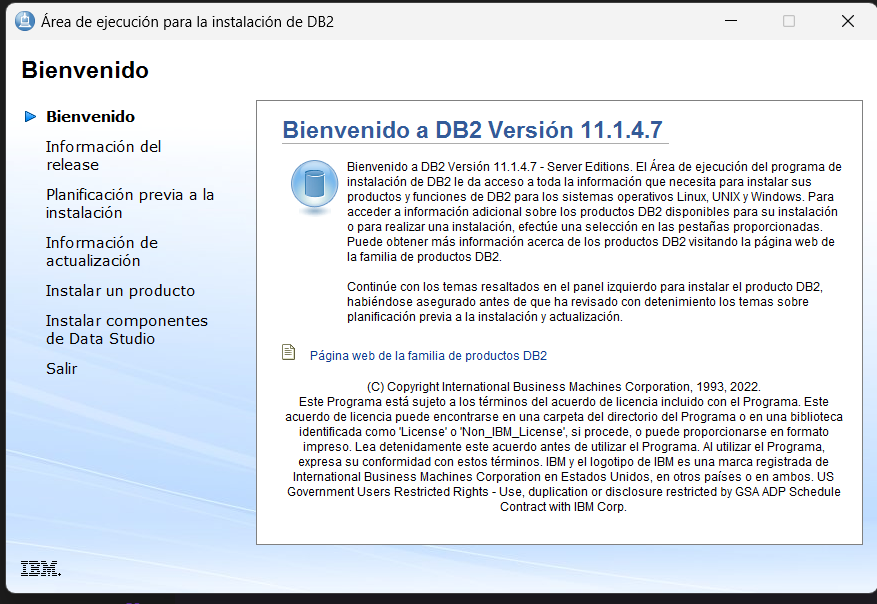 Área de ejecución para la instalación de DB2
Bienvenido
Bienvenido
Información del
release
Planificación previa a la
instalación
Información de
actualización
Instalar un producto
Instalar componentes
de Data Studio
Salir
Bienvenido a DB2 Versión 11.1.4.7
Bienvenido a DB2 Versión 11.1.4.7 - Server Editions. El Área de ejecución del programa de
instalación de DB2 le da acceso a toda la información que necesita para instalar sus
productos y funciones de DB2 para los sistemas operativos Linux, UNIX y Windows. Para
acceder a información adicional sobre los productos DB2 disponibles para su instalación
o para realizar una instalación, efectúe una selección en las pestañas proporcionadas.
Puede obtener más información acerca de los productos DB2 visitando la página web de
la familia de productos DB2.
Continúe con los temas resaltados en el panel izquierdo para instalar el producto DB2,
habiéndose asegurado antes de que ha revisado con detenimiento los temas sobre
planificación previa a la instalación y actualización.
Página web de la familia de productos DB2
(C) Copyright International Business Machines Corporation, 1993, 2022.
Este Programa está sujeto a los términos del acuerdo de licencia incluido con el Programa. Este
acuerdo de licencia puede encontrarse en una carpeta del directorio del Programa o en una biblioteca
identificada como 'License' o 'Non_IBM_License', si procede, o puede proporcionarse en formato
impreso. Lea detenidamente este acuerdo antes de utilizar el Programa. Al utilizar el Programa,
expresa su conformidad con estos términos. IBM y el logotipo de IBM es una marca registrada de
International Business Machines Corporation en Estados Unidos, en otros países o en ambos. US
Government Users Restricted Rights - Use, duplication or disclosure restricted by GSA ADP Schedule
Contract with IBM Corp.
IBM.